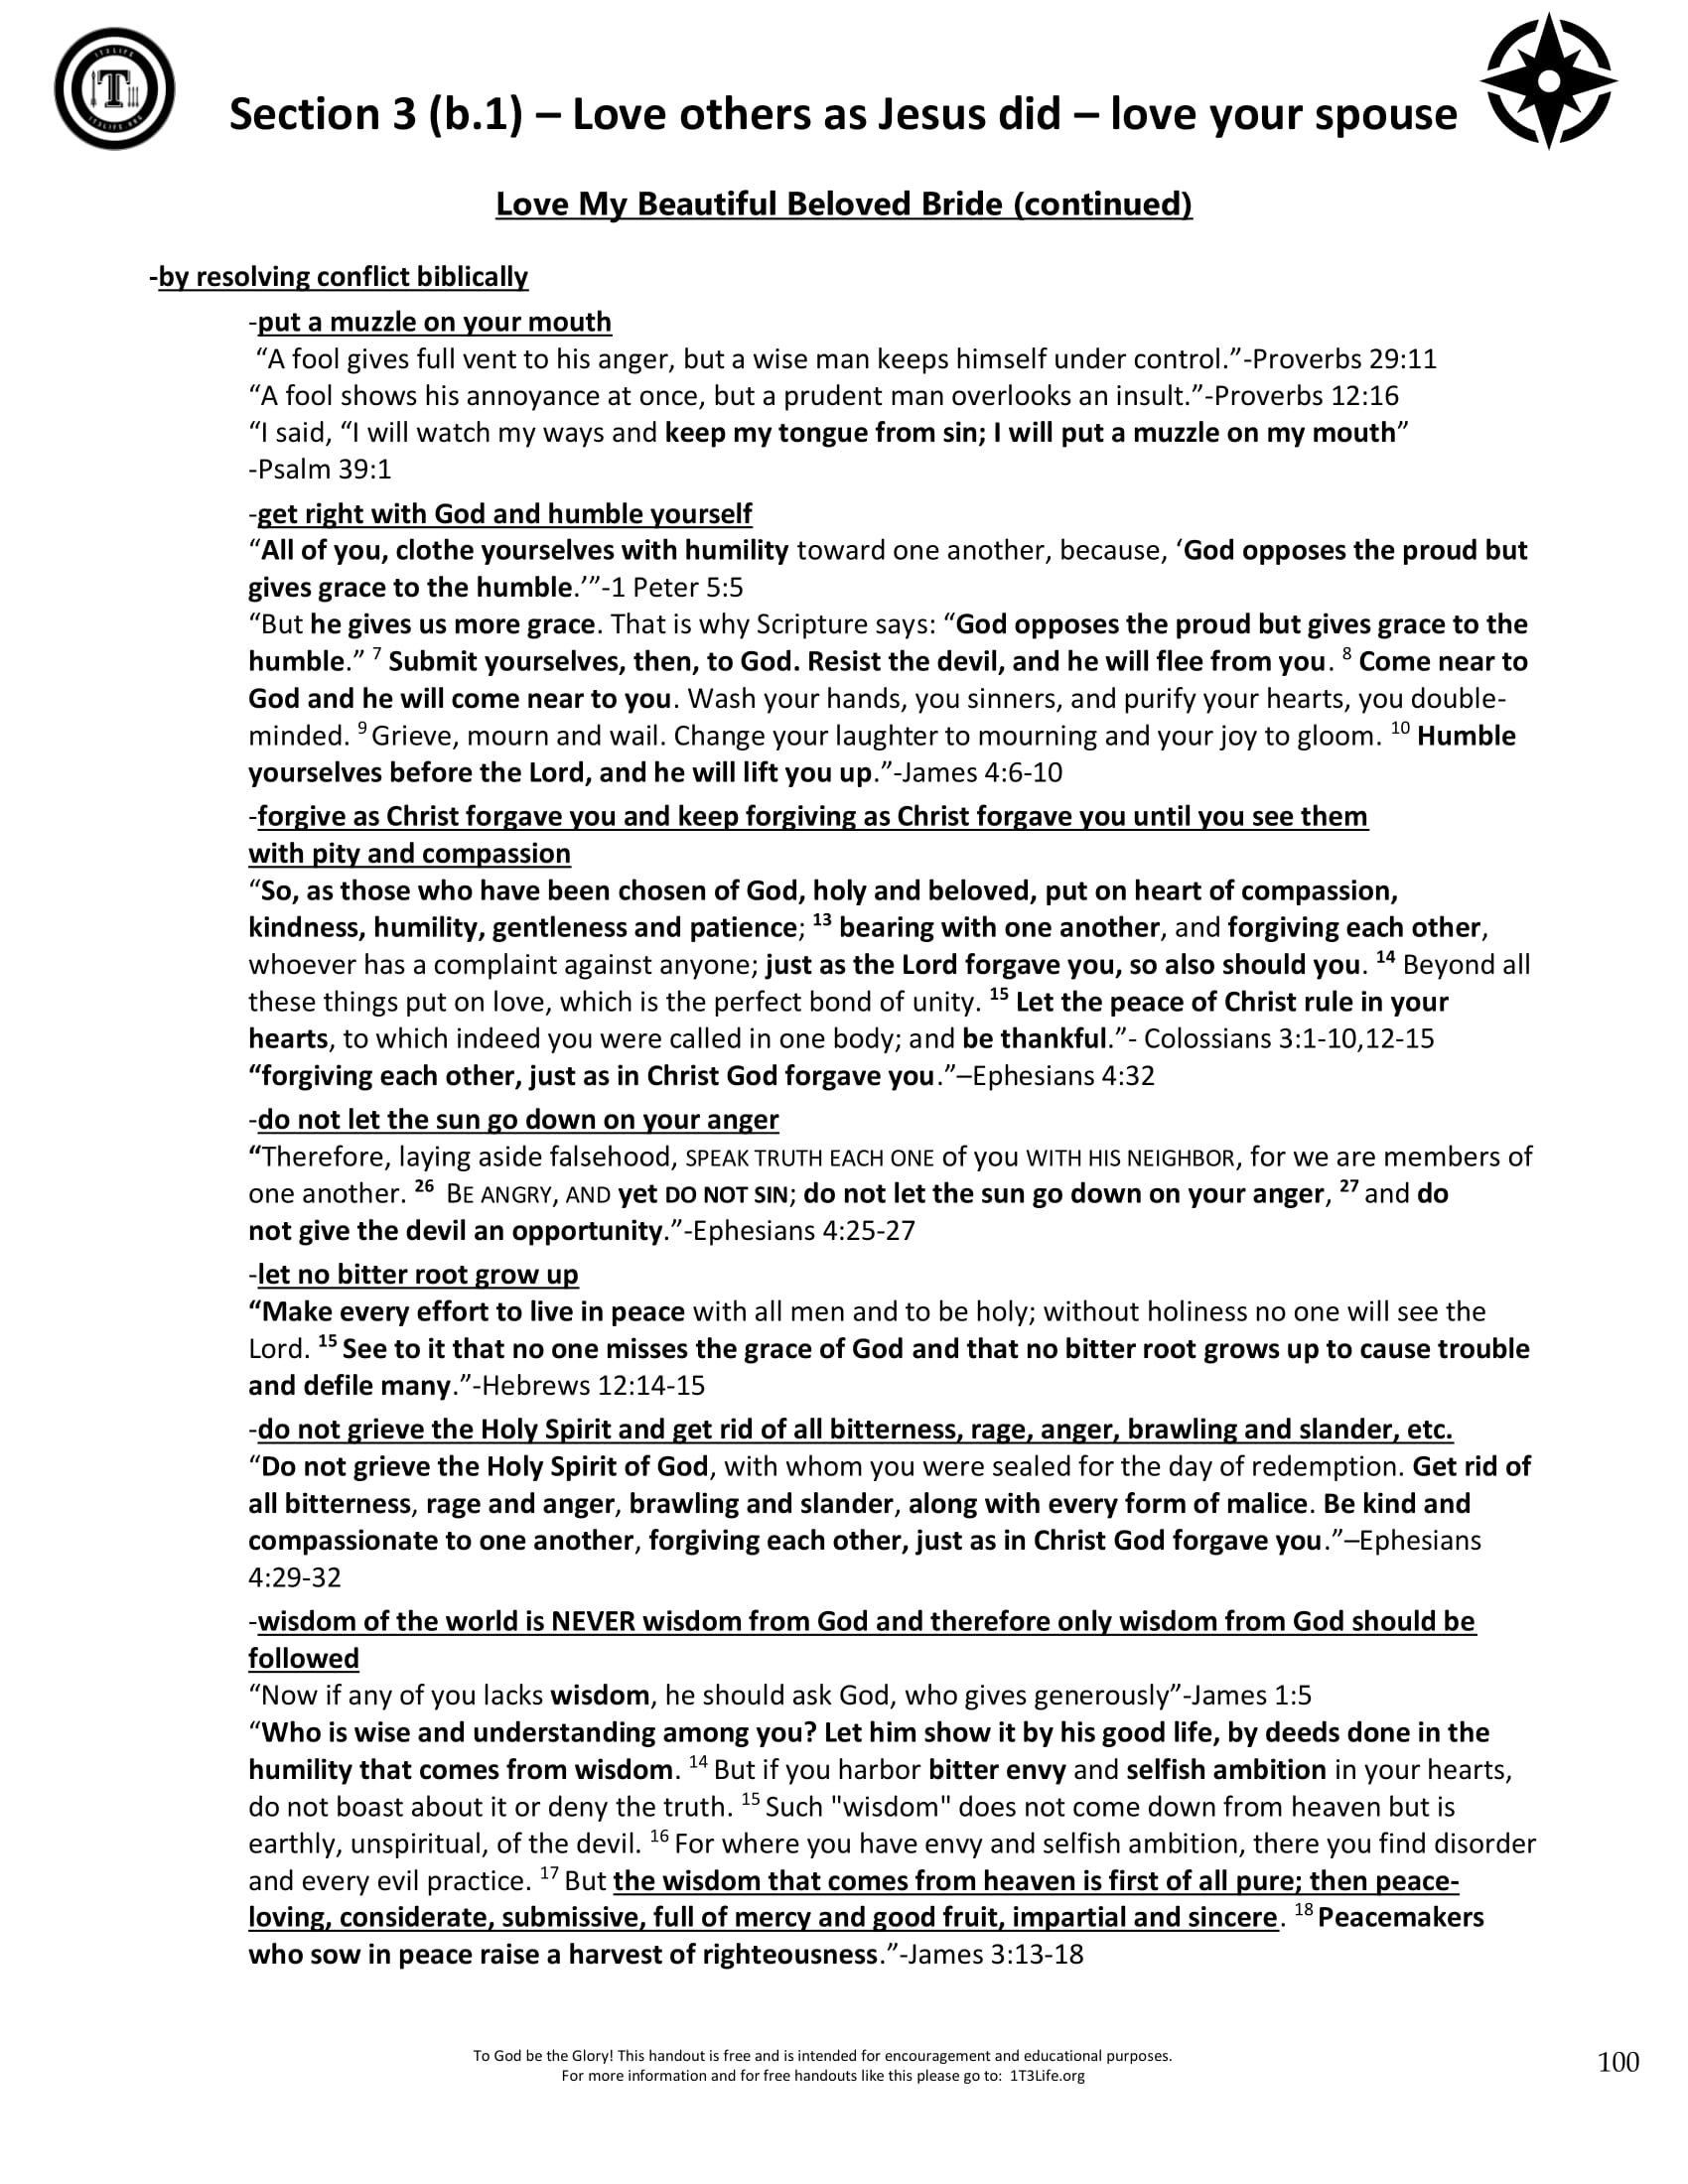 1T3LIFE
T
1T3LIFE.ORG
Section 3 (b.1) – Love others as Jesus did – love your spouse
Love My Beautiful Beloved Bride (continued)
-by resolving conflict biblically
-put a muzzle on your mouth
“A fool gives full vent to his anger, but a wise man keeps himself under control.”-Proverbs 29:11
“A fool shows his annoyance at once, but a prudent man overlooks an insult.”-Proverbs 12:16
“I said, “I will watch my ways and keep my tongue from sin; I will put a muzzle on my mouth”
-Psalm 39:1
-get right with God and humble yourself
“All of you, clothe yourselves with humility toward one another, because, ‘God opposes the proud but
gives grace to the humble.’”-1 Peter 5:5
“But he gives us more grace. That is why Scripture says: “God opposes the proud but gives grace to the
humble.” 7 Submit yourselves, then, to God. Resist the devil, and he will flee from you. 8 Come near to
God and he will come near to you. Wash your hands, you sinners, and purify your hearts, you double-
minded. 9 Grieve, mourn and wail. Change your laughter to mourning and your joy to gloom. 10 Humble
yourselves before the Lord, and he will lift you up.”-James 4:6-10
-forgive as Christ forgave you and keep forgiving as Christ forgave you until you see them
with pity and compassion
“So, as those who have been chosen of God, holy and beloved, put on heart of compassion,
kindness, humility, gentleness and patience; 13 bearing with one another, and forgiving each other,
whoever has a complaint against anyone; just as the Lord forgave you, so also should you. 14 Beyond all
these things put on love, which is the perfect bond of unity. 15 Let the peace of Christ rule in your
hearts, to which indeed you were called in one body; and be thankful.”- Colossians 3:1-10,12-15
“forgiving each other, just as in Christ God forgave you.”–Ephesians 4:32
-do not let the sun go down on your anger
“Therefore, laying aside falsehood, SPEAK TRUTH EACH ONE of you WITH HIS NEIGHBOR, for we are members of
one another. 26 BE ANGRY, AND yet DO NOT SIN; do not let the sun go down on your anger, 27 and do
not give the devil an opportunity.”-Ephesians 4:25-27
-let no bitter root grow up
“Make every effort to live in peace with all men and to be holy; without holiness no one will see the
Lord. 15 See to it that no one misses the grace of God and that no bitter root grows up to cause trouble
and defile many.”-Hebrews 12:14-15
-do not grieve the Holy Spirit and get rid of all bitterness, rage, anger, brawling and slander, etc.
“Do not grieve the Holy Spirit of God, with whom you were sealed for the day of redemption. Get rid of
all bitterness, rage and anger, brawling and slander, along with every form of malice. Be kind and
compassionate to one another, forgiving each other, just as in Christ God forgave you.”–Ephesians
4:29-32
-wisdom of the world is NEVER wisdom from God and therefore only wisdom from God should be
followed
“Now if any of you lacks wisdom, he should ask God, who gives generously”-James 1:5
“Who is wise and understanding among you? Let him show it by his good life, by deeds done in the
humility that comes from wisdom. 14 But if you harbor bitter envy and selfish ambition in your hearts,
do not boast about it or deny the truth. 15 Such "wisdom" does not come down from heaven but is
earthly, unspiritual, of the devil. 16 For where you have envy and selfish ambition, there you find disorder
and every evil practice. 17 But the wisdom that comes from heaven is first of all pure; then peace-
loving, considerate, submissive, full of mercy and good fruit, impartial and sincere. 18 Peacemakers
who sow in peace raise a harvest of righteousness.”-James 3:13-18
To God be the Glory! This handout is free and is intended for encouragement and educational purposes.
For more information and for free handouts like this please go to: 1T3Life.org
100